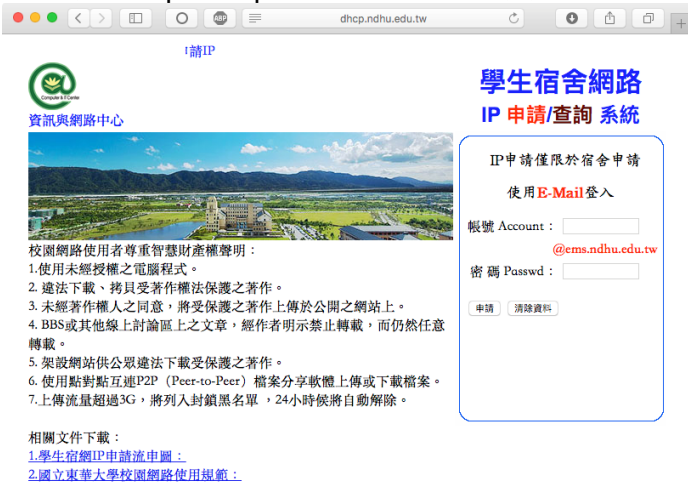 dhcp.ndhu.edu.tw
ABP
請IP
Computer & IT Center
資訊與網路中心
學生宿舍網路
IP 申請/查詢 系統
IP申請僅限於宿舍申請
使用E-Mail登入
帳號 Account：
@ems.ndhu.edu.tw
密 碼 Passwd：
申請 清除資料
校園網路使用者尊重智慧財產權聲明：
1.使用未經授權之電腦程式。
2. 違法下載、拷貝受著作權法保護之著作。
3. 未經著作權人之同意，將受保護之著作上傳於公開之網站上。
4. BBS或其他線上討論區上之文章，經作者明示禁止轉載，而仍然任意
轉載。
5. 架設網站供公眾違法下載受保護之著作。
6. 使用點對點互連P2P（Peer-to-Peer）檔案分享軟體上傳或下載檔案。
7.上傳流量超過3G，將列入封鎖黑名單 ，24小時候將自動解除。
相關文件下載：
1.學生宿網IP申請流申圖：
2.國立東華大學校園網路使用規範：